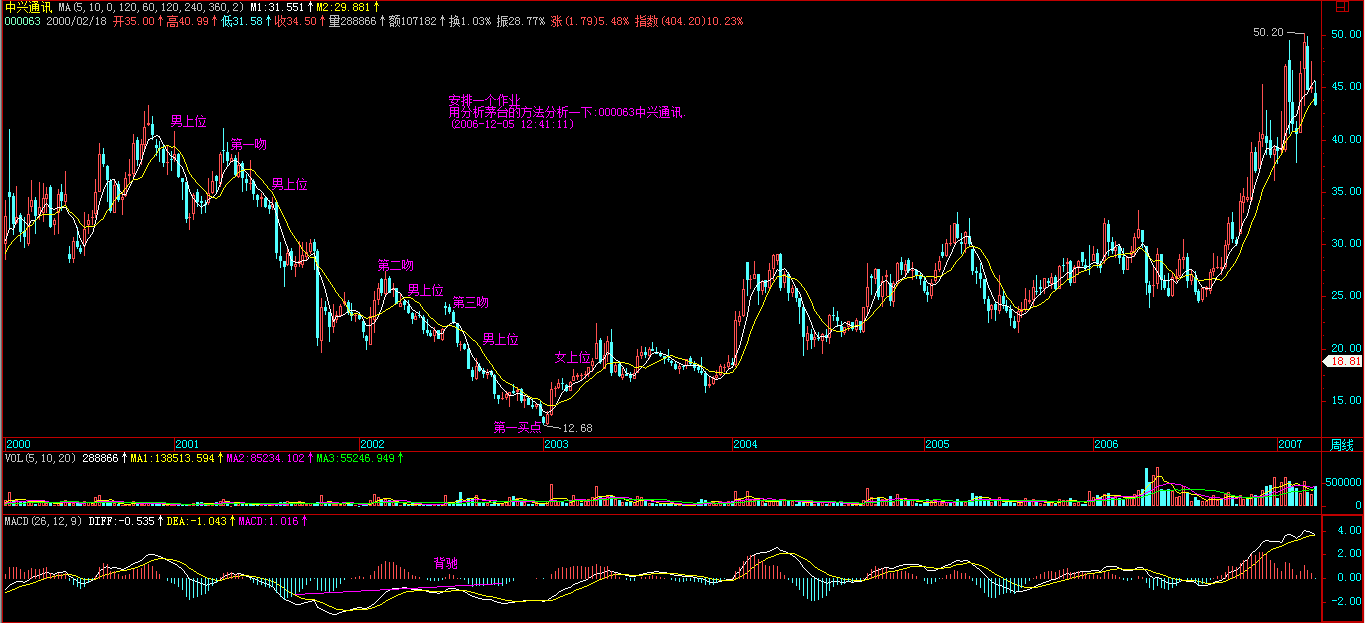 中兴通讯 MA(5,10,0,120,60,120,240,360,2) M1:31.551↑M2:29.881↑
000063 2000/02/18 开35.00↑高40.99↑低31.58↑收34.50↑量288866↑额107182↑换1.03% 振28.77% 涨(1.79)5.48% 指数(404.20)10.23%
日
50.20
50.00
45.00
安排一个作业
用分析茅台的方法分析一下:000063中兴通讯.
(2006-12-05 12:41:11)
男上位
第一吻
40.00
男上位
35.00
30.00
第二吻
男上位
第三吻
25.00
男上位
女上位
20.00
18.81
15.00
第一买点
12.68
2000 2001 2002 2003 2004 2005 2006 2007 周线
VOL(5,10,20) 288866↑MA1:138513.594↑MA2:85234.102↑MA3:55246.949↑
500000
0
MACD(26,12,9) DIFF:-0.535↑DEA:-1.043↑MACD:1.018↑
4.00
2.00
背驰
0.00
-2.00